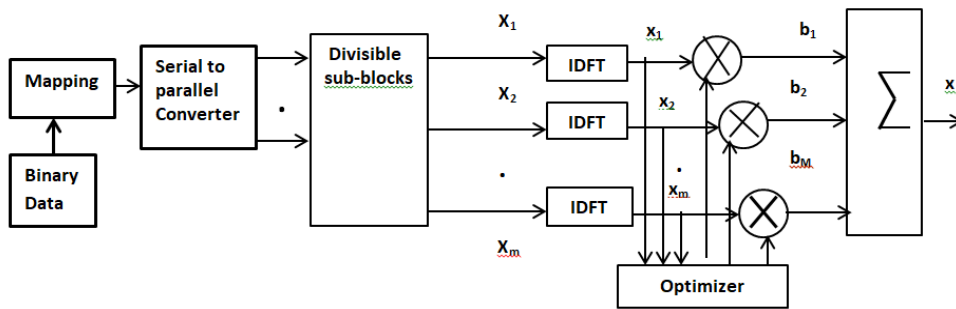 Binary
Data
Mapping
Serial to
parallel
Converter
Divisible
sub-blocks
X1
X2
Xm
IDFT
IDFT
IDFT
x1
x2
xm
Optimizer
b1
b2
bM
∑
x